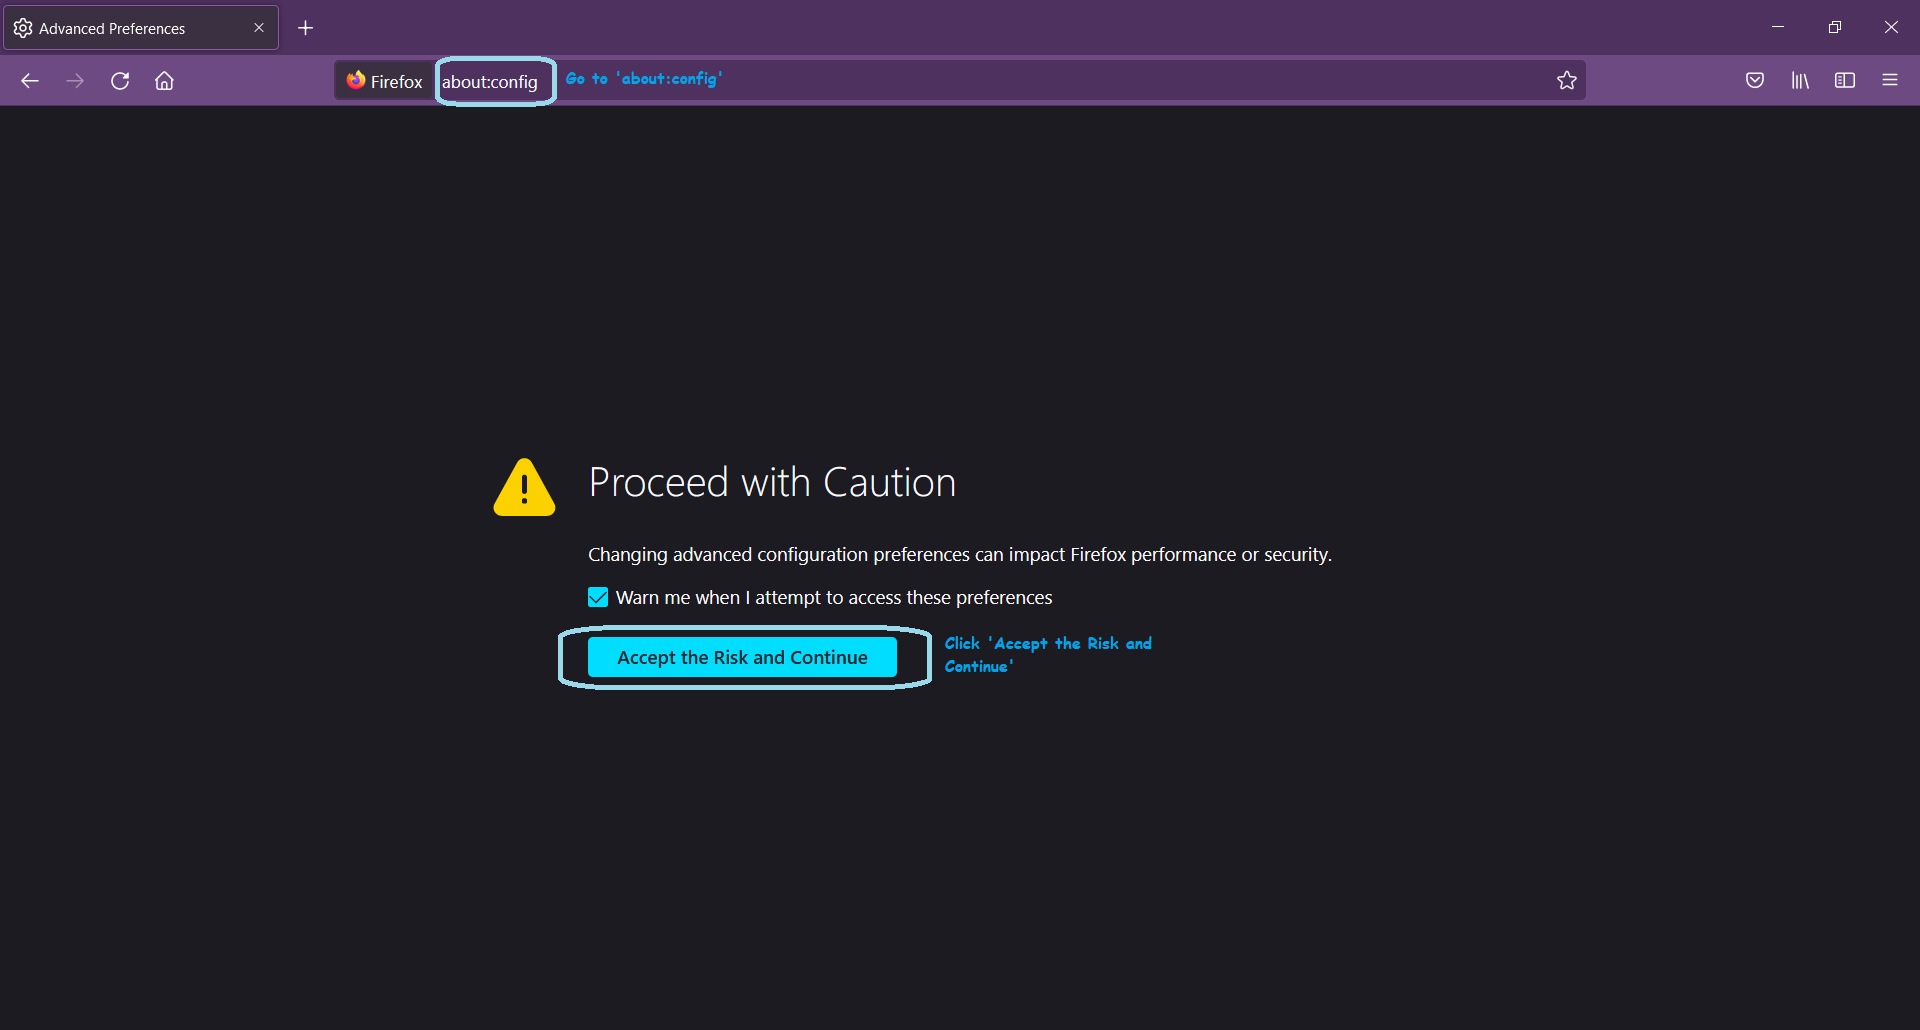 Advanced Preferences
Firefox
about:config
Go to 'about:config'
Proceed with Caution
Changing advanced configuration preferences can impact Firefox performance or security.
Warn me when I attempt to access these preferences
Accept the Risk and Continue
Click 'Accept the Risk and
Continue'